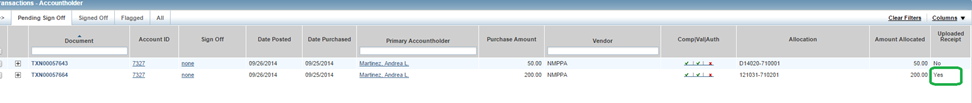 ransactions - Accountholder
>> Pending Sign Off Signed Off Flagged All Clear Filters Columns
Document Account ID Sign Off Date Posted Date Purchased Primary Accountholder Purchase Amount Vendor Comp|Val|Auth Allocation Amount Allocated Uploaded Receipt
TXN00057643 7327 none 09/26/2014 09/25/2014 Martinez, Andrea L. 50.00 NMPPA D14020-710001 50.00 No
TXN00057664 7327 none 09/26/2014 09/25/2014 Martinez, Andrea L. 200.00 NMPPA 121031-710201 200.00 Yes